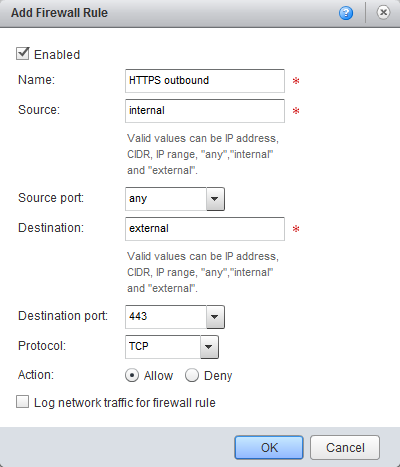 Add Firewall Rule
Enabled
Name: HTTPS outbound *
Source: internal *
Valid values can be IP address,
CIDR, IP range, "any","internal"
and "external".
Source port: any
Destination: external *
Valid values can be IP address,
CIDR, IP range, "any","internal"
and "external".
Destination port: 443
Protocol: TCP
Action: Allow Deny
Log network traffic for firewall rule
OK Cancel